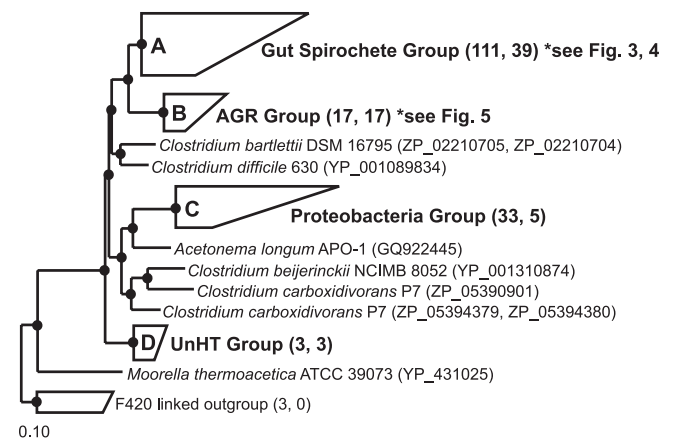 A
Gut Spirochete Group (111, 39) *see Fig. 3, 4
B
AGR Group (17, 17) *see Fig. 5
Clostridium bartlettii DSM 16795 (ZP_02210705, ZP_02210704)
Clostridium difficile 630 (YP_001089834)
C
Proteobacteria Group (33, 5)
Acetonema longum APO-1 (GQ922445)
Clostridium beijerinckii NCIMB 8052 (YP_001310874)
Clostridium carboxidivorans P7 (ZP_05390901)
Clostridium carboxidivorans P7 (ZP_05394379, ZP_05394380)
D
UnHT Group (3, 3)
Moorella thermoacetica ATCC 39073 (YP_431025)
F420 linked outgroup (3, 0)
0.10